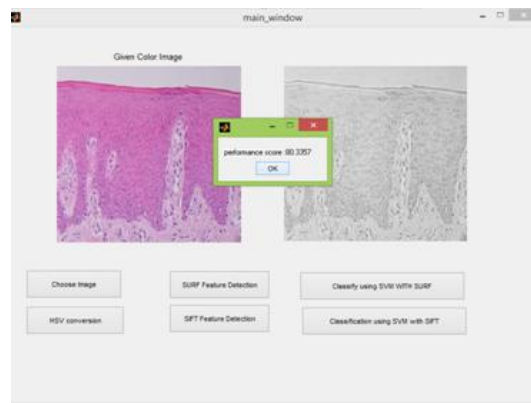 main_window
Given Color Image
performance score :80.3357
OK
Choose Image
SURF Feature Detection
Classify using SVM WITH SURF
HSV conversion
SIFT Feature Detection
Classification using SVM with SIFT